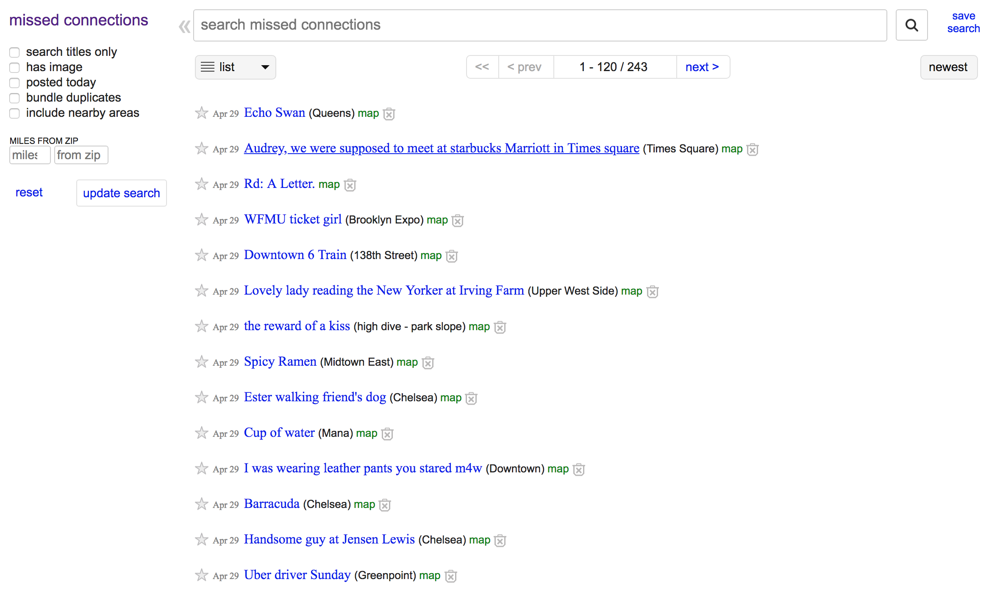 missed connections
search titles only
has image
posted today
bundle duplicates
include nearby areas
MILES FROM ZIP
miles from zip
reset update search
search missed connections
save
search
list
<< < prev 1 - 120 / 243 next >
newest
Apr 29 Echo Swan (Queens) map
Apr 29 Audrey, we were supposed to meet at starbucks Marriott in Times square (Times Square) map
Apr 29 Rd: A Letter. map
Apr 29 WFMU ticket girl (Brooklyn Expo) map
Apr 29 Downtown 6 Train (138th Street) map
Apr 29 Lovely lady reading the New Yorker at Irving Farm (Upper West Side) map
Apr 29 the reward of a kiss (high dive - park slope) map
Apr 29 Spicy Ramen (Midtown East) map
Apr 29 Ester walking friend's dog (Chelsea) map
Apr 29 Cup of water (Mana) map
Apr 29 I was wearing leather pants you stared m4w (Downtown) map
Apr 29 Barracuda (Chelsea) map
Apr 29 Handsome guy at Jensen Lewis (Chelsea) map
Apr 29 Uber driver Sunday (Greenpoint) map